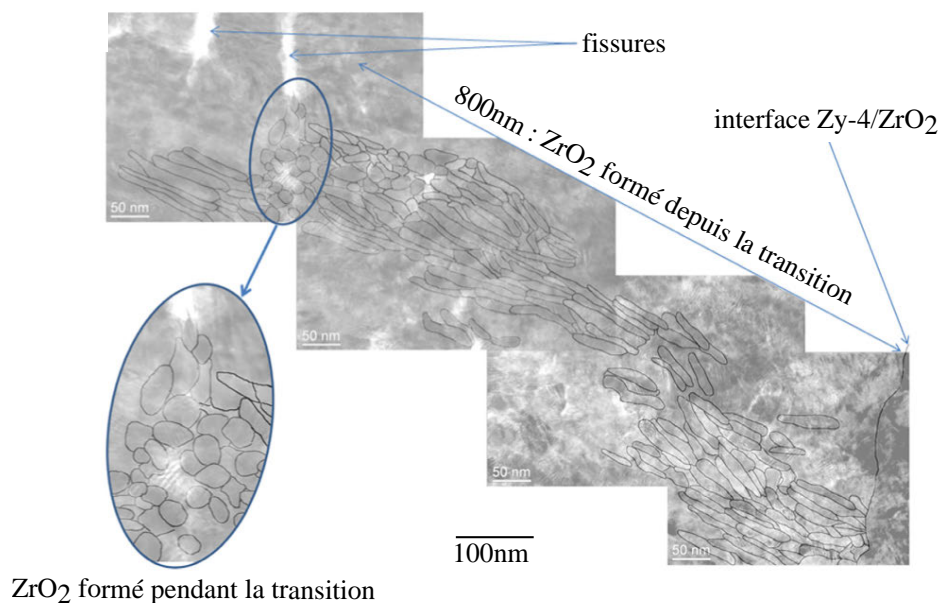 fissures
800nm : ZrO2 formé depuis la transition
interface Zy-4/ZrO2
50 nm
50 nm
50 nm
50 nm
100nm
ZrO2 formé pendant la transition